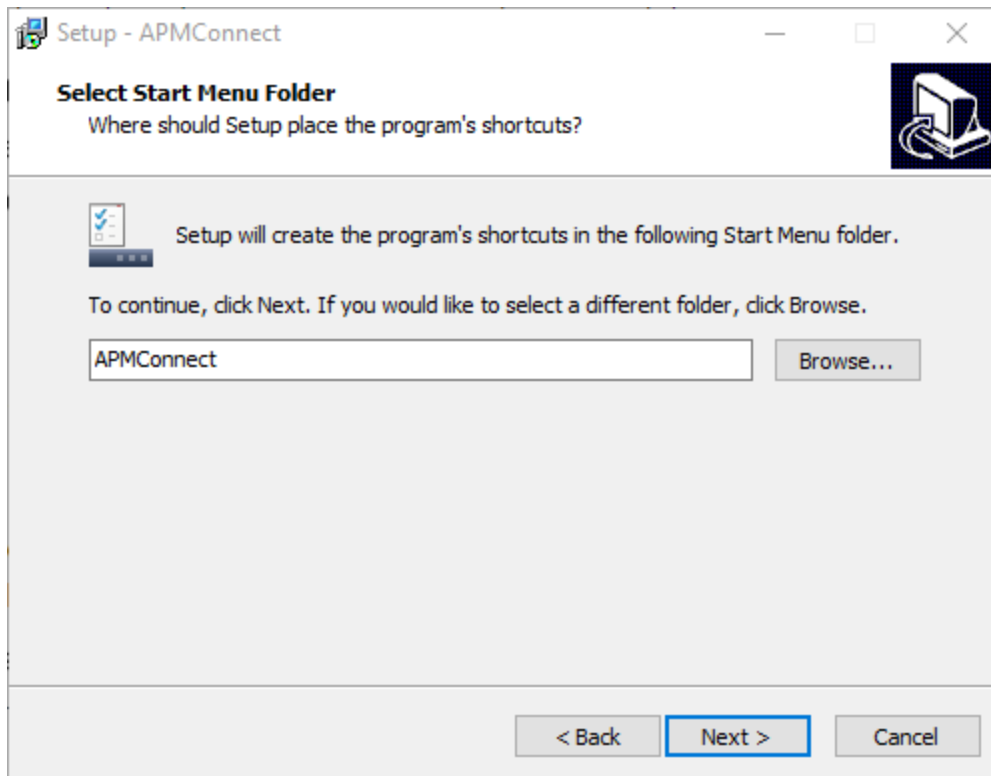 Setup - APMConnect
Select Start Menu Folder
Where should Setup place the program's shortcuts?
Setup will create the program's shortcuts in the following Start Menu folder.
To continue, click Next. If you would like to select a different folder, click Browse.
APMConnect
Browse...
< Back
Next >
Cancel